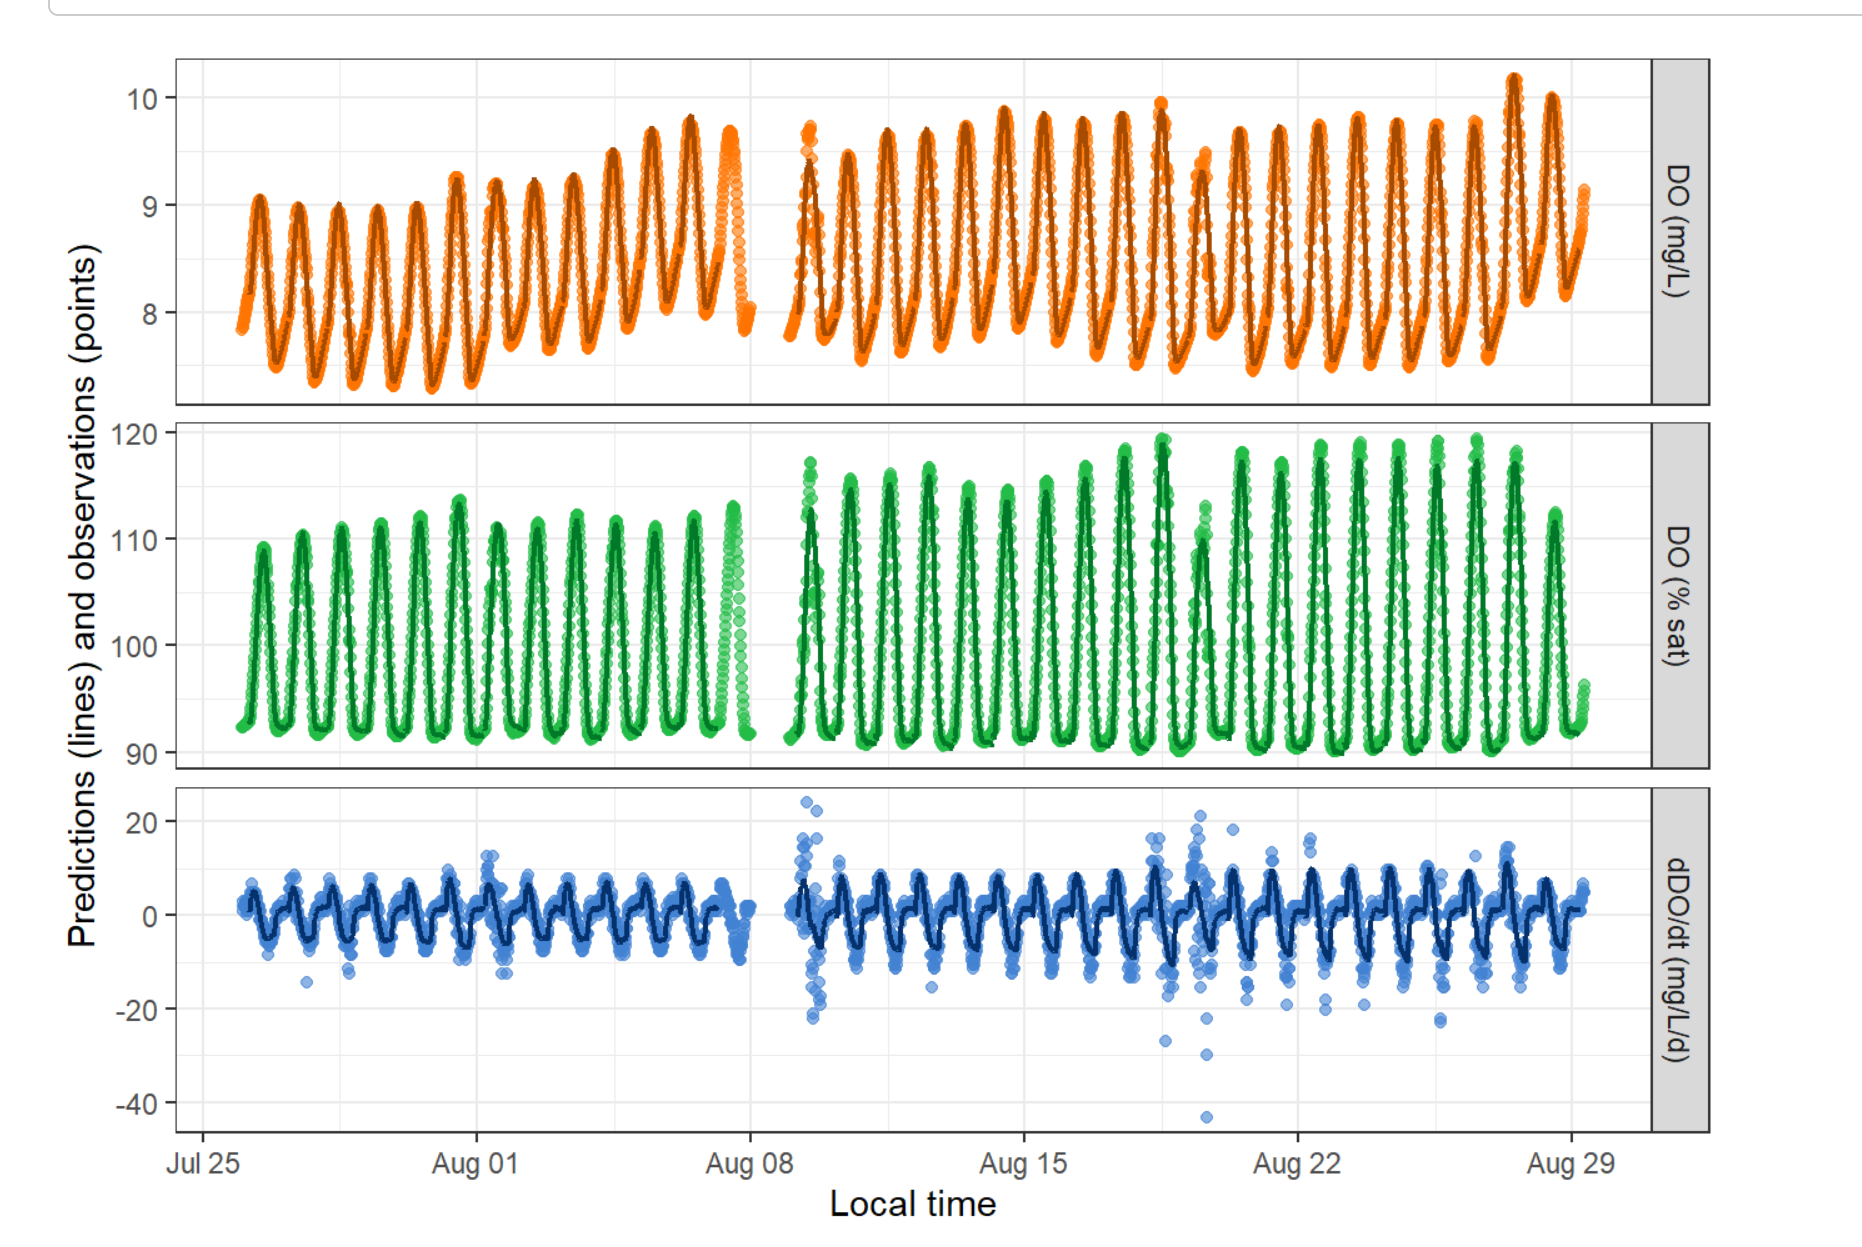 Predictions (lines) and observations (points)
10
9
8
DO (mg/L)
120
110
100
90
DO (% sat)
20
0
-20
-40
dDO/dt (mg/L/d)
Jul 25
Aug 01
Aug 08
Aug 15
Aug 22
Aug 29
Local time